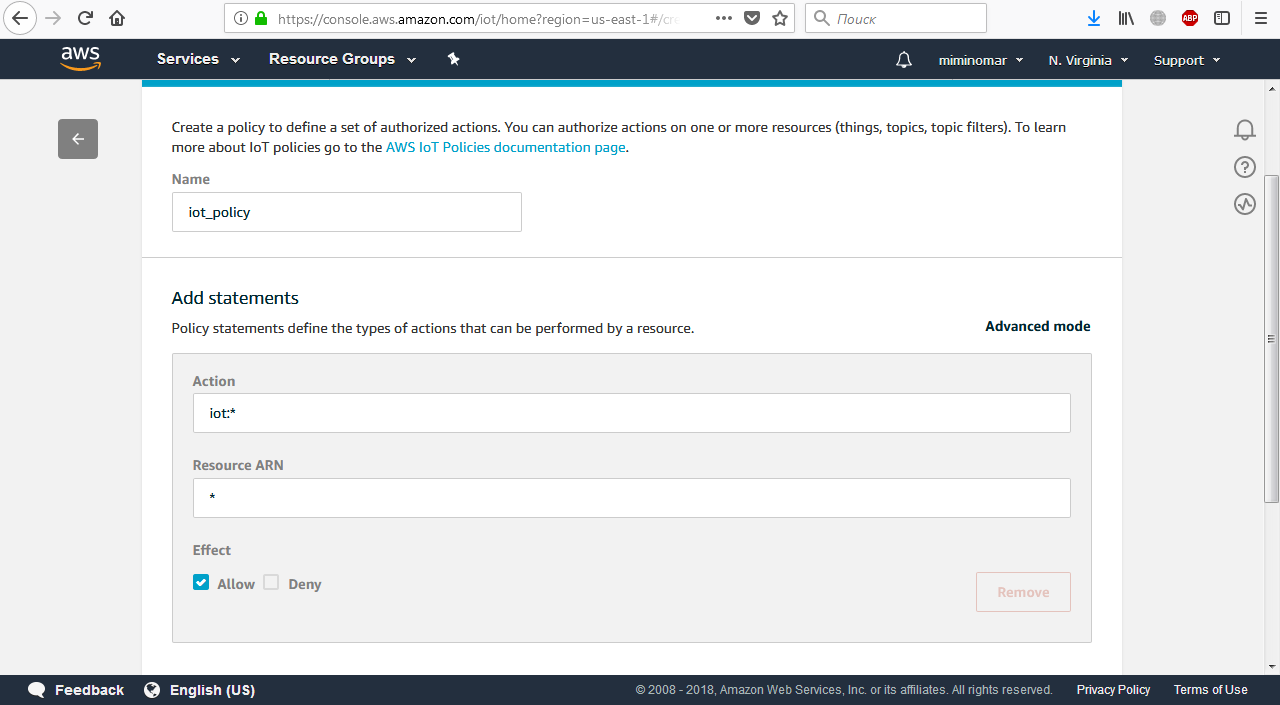 https://console.aws.amazon.com/iot/home?region=us-east-1#/cre
Поиск
ABP
aws
Services
Resource Groups
miminomar
N. Virginia
Support
Create a policy to define a set of authorized actions. You can authorize actions on one or more resources (things, topics, topic filters). To learn
more about IoT policies go to the AWS IoT Policies documentation page.
Name
iot_policy
Add statements
Policy statements define the types of actions that can be performed by a resource.
Advanced mode
Action
iot:*
Resource ARN
*
Effect
Allow Deny
Remove
Feedback
English (US)
© 2008 - 2018, Amazon Web Services, Inc. or its affiliates. All rights reserved.
Privacy Policy
Terms of Use